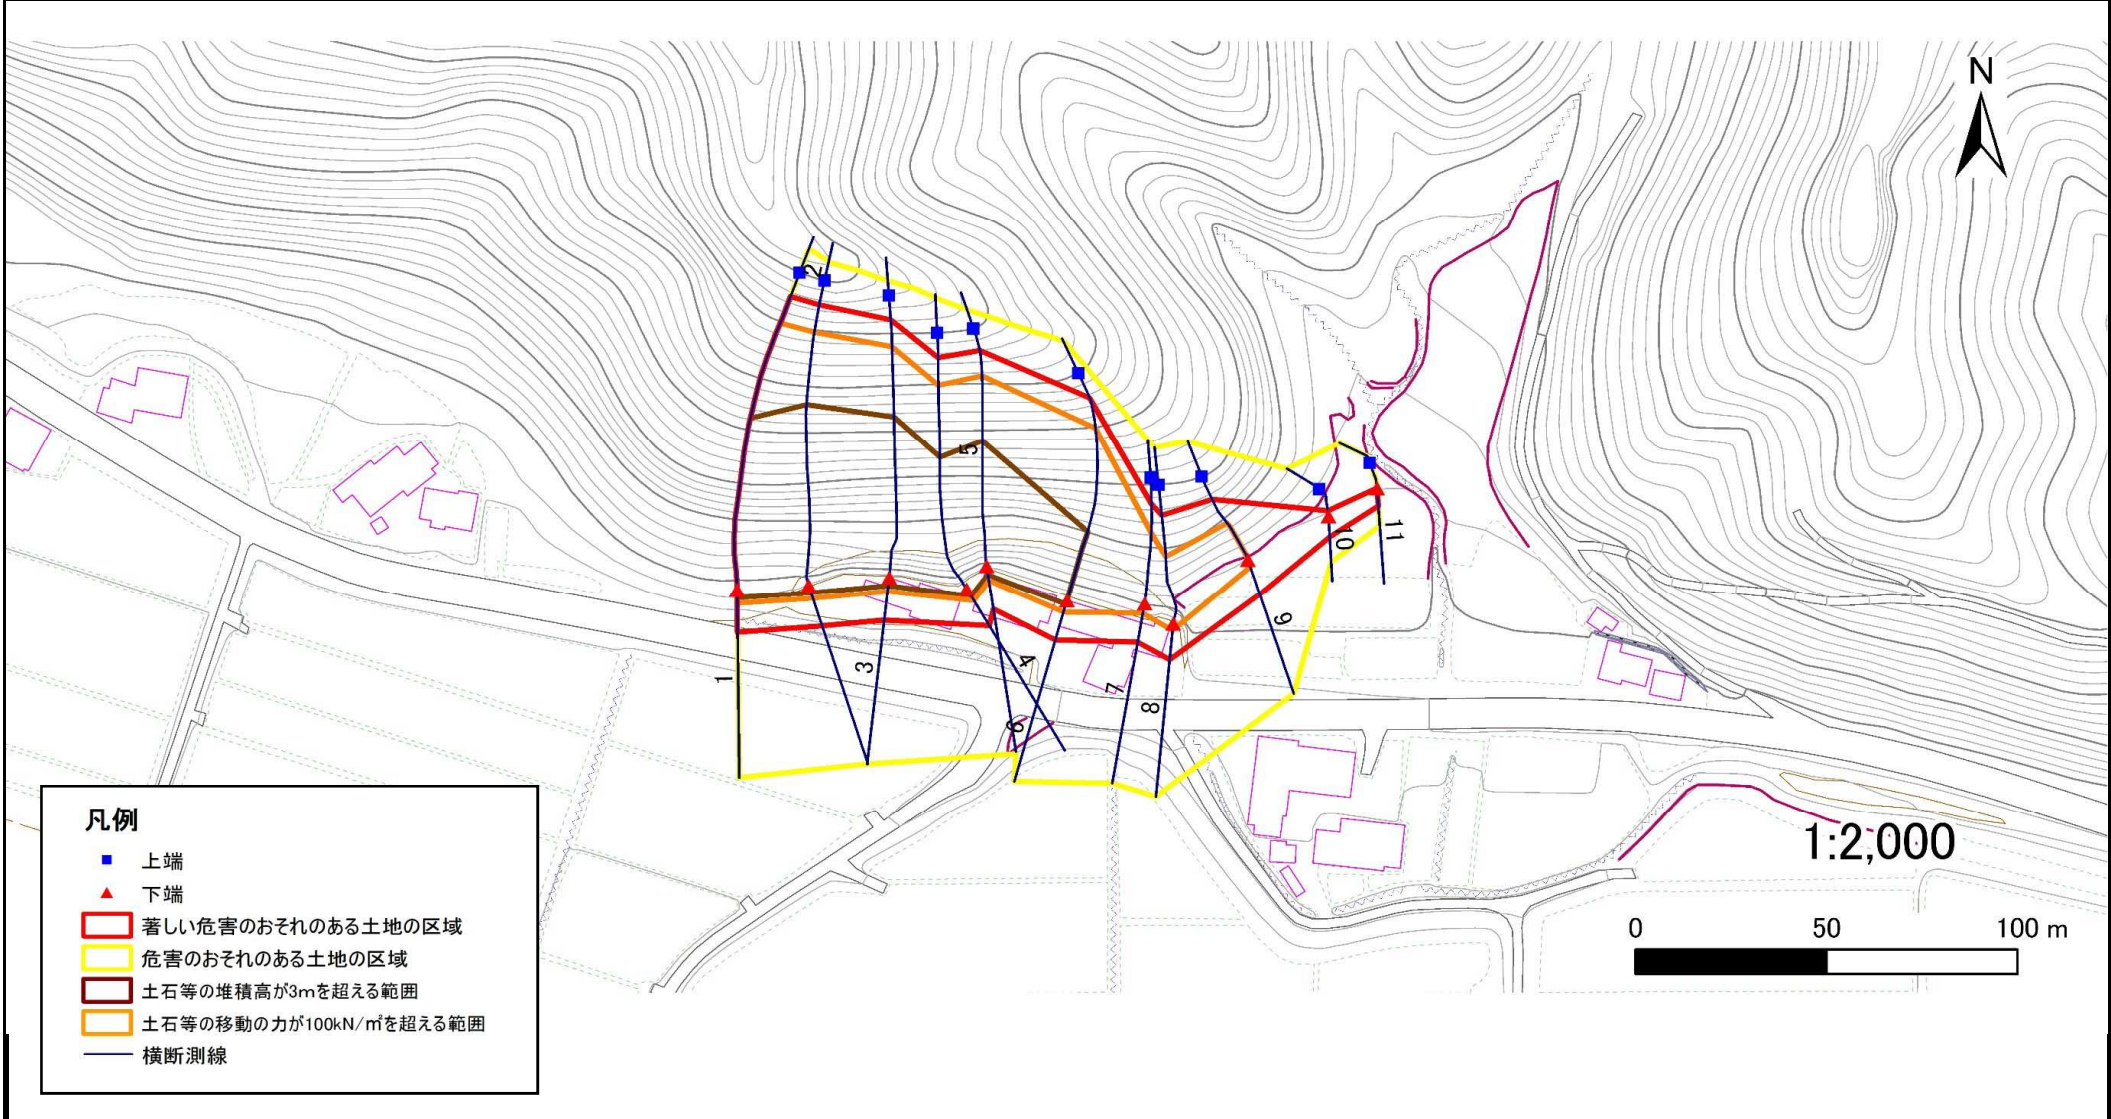 N
2
5
10
11
9
3
4
1
7
8
6
凡例
上端
下端
著しい危害のおそれのある土地の区域
危害のおそれのある土地の区域
土石等の堆積高が3mを超える範囲
土石等の移動の力が100kN/㎡を超える範囲
横断測線
1:2,000
0 50 100 m